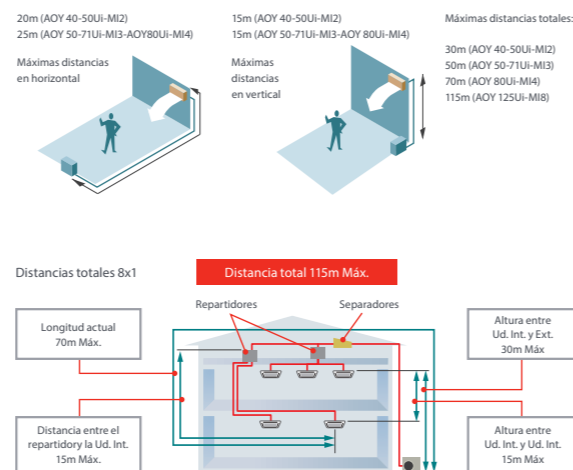 20m (AOY 40-50Ui-MI2)
25m (AOY 50-71Ui-MI3-AOY80Ui-MI4)
Máximas distancias
en horizontal
15m (AOY 40-50Ui-MI2)
15m (AOY 50-71Ui-MI3-AOY 80Ui-MI4)
Máximas
distancias
en vertical
Máximas distancias totales:
30m (AOY 40-50Ui-MI2)
50m (AOY 50-71Ui-MI3)
70m (AOY 80Ui-MI4)
115m (AOY 125Ui-MI8)
Distancias totales 8x1
Distancia total 115m Máx.
Repartidores
Separadores
Longitud actual
70m Máx.
Altura entre
Ud. Int. y Ext.
30m Máx
Distancia entre el
repartidory la Ud. Int.
15m Máx.
Altura entre
Ud. Int. y Ud. Int.
15m Máx